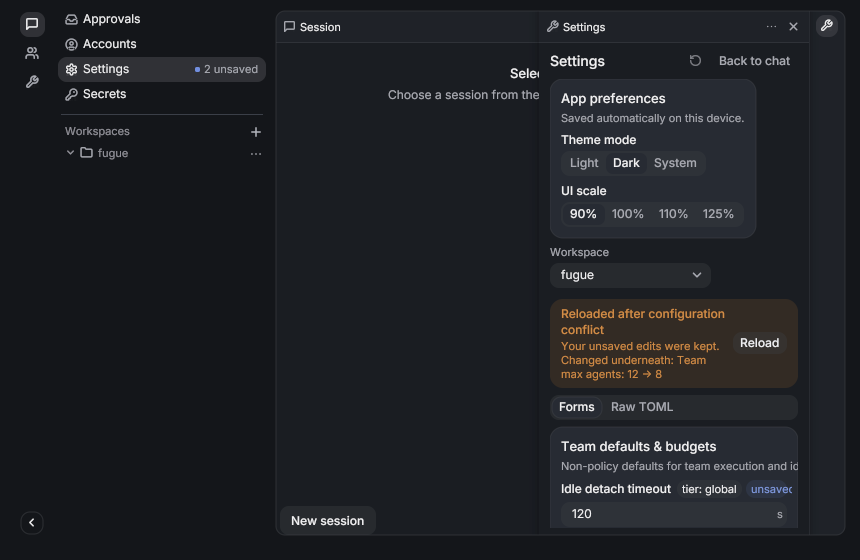 Approvals
Accounts
Settings
2 unsaved
Secrets
Workspaces
fugue
Session
Choose a session from the
New session
Settings
Settings
Back to chat
App preferences
Saved automatically on this device.
Theme mode
Light Dark System
UI scale
90% 100% 110% 125%
Workspace
fugue
Reloaded after configuration
conflict
Your unsaved edits were kept.
Changed underneath: Team
max agents: 12 → 8
Reload
Forms Raw TOML
Team defaults & budgets
Non-policy defaults for team execution and
Idle detach timeout tier: global unsaved
120 s